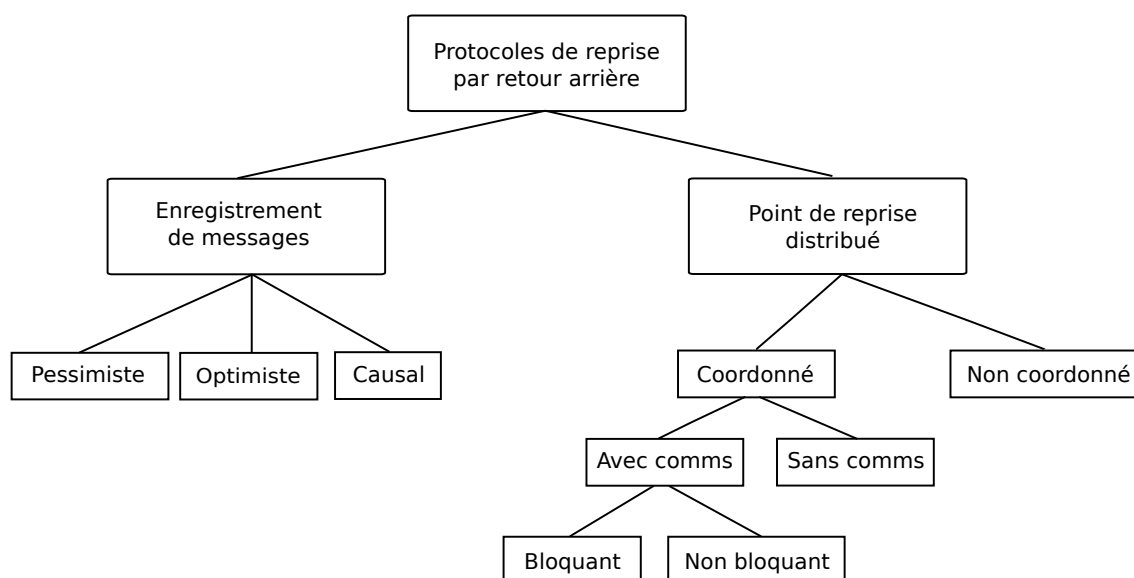 Protocoles de reprise
par retour arrière
Enregistrement
de messages
Point de reprise
distribué
Pessimiste
Optimiste
Causal
Coordonné
Non coordonné
Avec comms
Sans comms
Bloquant
Non bloquant